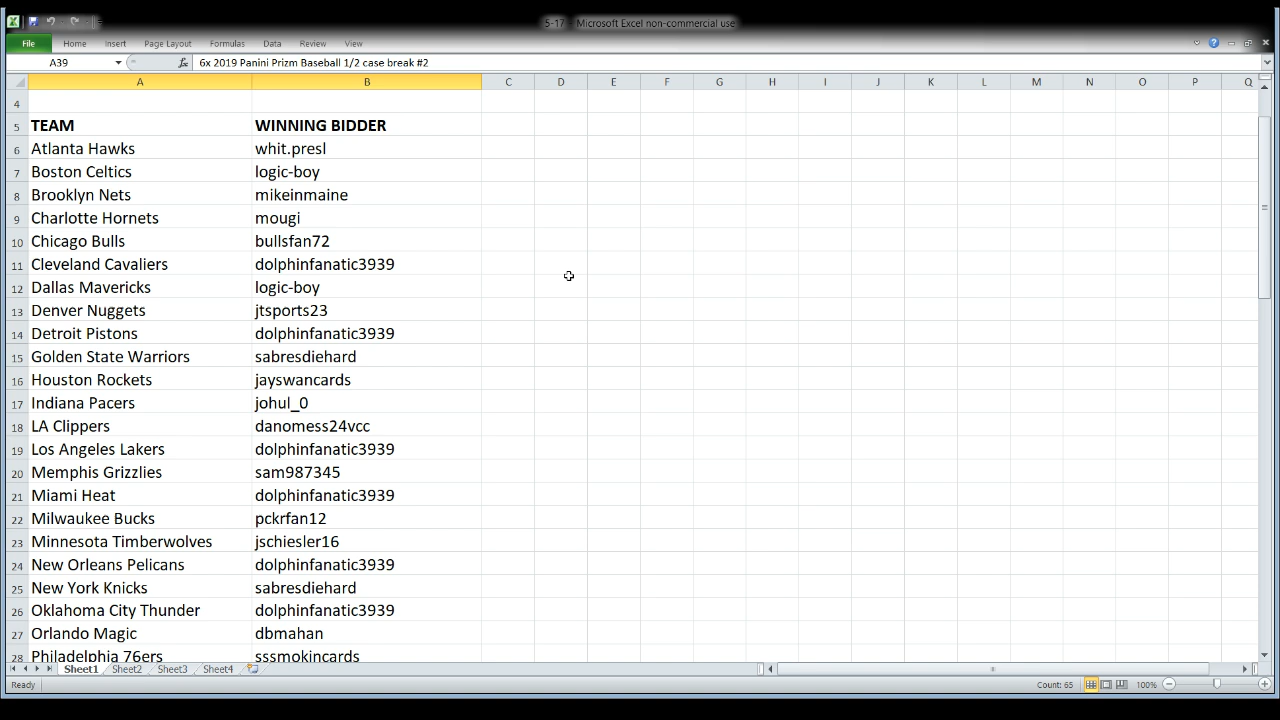 5-17 - Microsoft Excel non-commercial use
File Home Insert Page Layout Formulas Data Review View
A39 fx 6x 2019 Panini Prizm Baseball 1/2 case break #2
A B C D E F G H I J K L M N O P Q
4
5 TEAM WINNING BIDDER
6 Atlanta Hawks whit.presl
7 Boston Celtics logic-boy
8 Brooklyn Nets mikeinmaine
9 Charlotte Hornets mougi
10 Chicago Bulls bullsfan72
11 Cleveland Cavaliers dolphinfanatic3939
12 Dallas Mavericks logic-boy
13 Denver Nuggets jtsports23
14 Detroit Pistons dolphinfanatic3939
15 Golden State Warriors sabresdiehard
16 Houston Rockets jayswancards
17 Indiana Pacers johul_0
18 LA Clippers danomess24vcc
19 Los Angeles Lakers dolphinfanatic3939
20 Memphis Grizzlies sam987345
21 Miami Heat dolphinfanatic3939
22 Milwaukee Bucks pckrfan12
23 Minnesota Timberwolves jschiesler16
24 New Orleans Pelicans dolphinfanatic3939
25 New York Knicks sabresdiehard
26 Oklahoma City Thunder dolphinfanatic3939
27 Orlando Magic dbmahan
28 Philadelphia 76ers sssmokincards
Sheet1 Sheet2 Sheet3 Sheet4
Ready Count: 65 100%